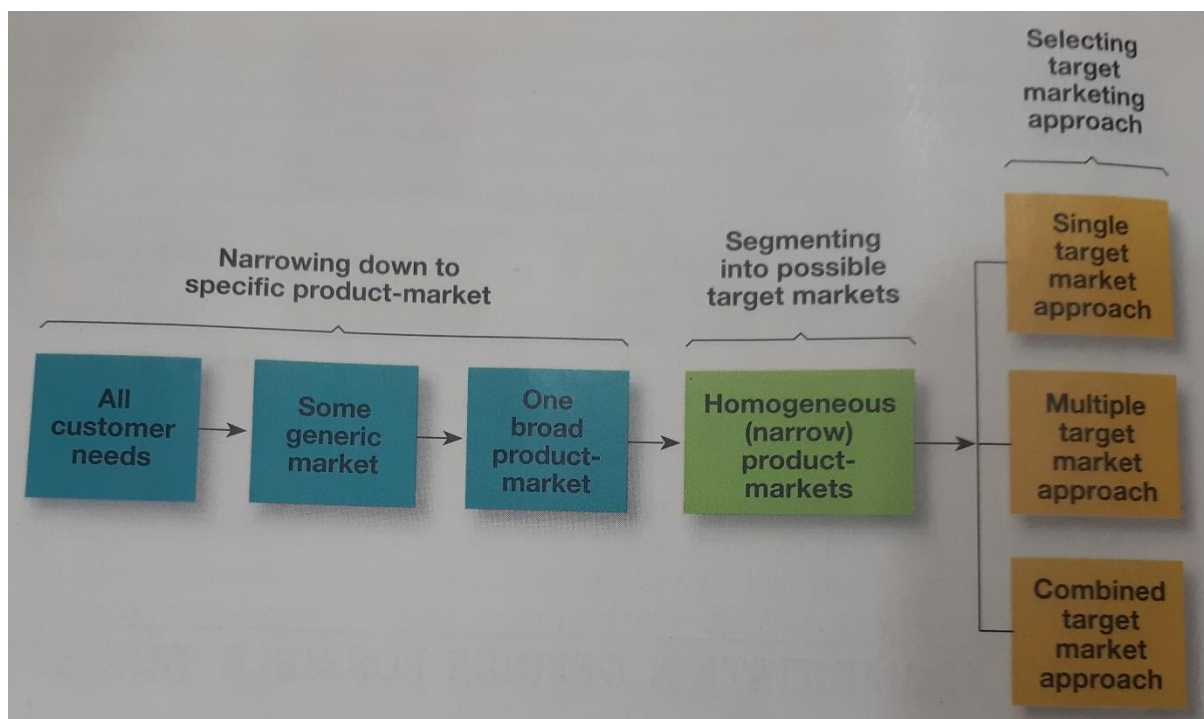 Selecting
target
marketing
approach
Narrowing down to
specific product-market
Segmenting
into possible
target markets
All
customer
needs
Some
generic
market
One
broad
product-
market
Homogeneous
(narrow)
product-
markets
Single
target
market
approach
Multiple
target
market
approach
Combined
target
market
approach